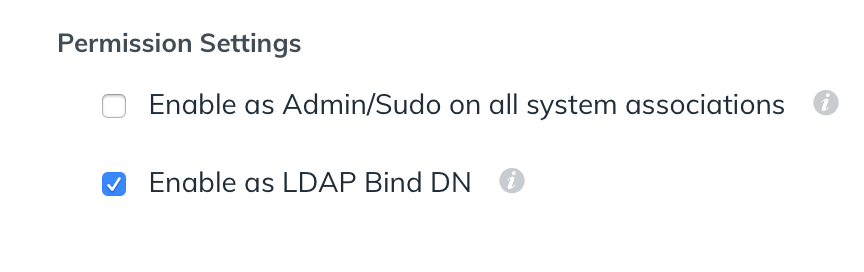 Permission Settings
Enable as Admin/Sudo on all system associations
Enable as LDAP Bind DN